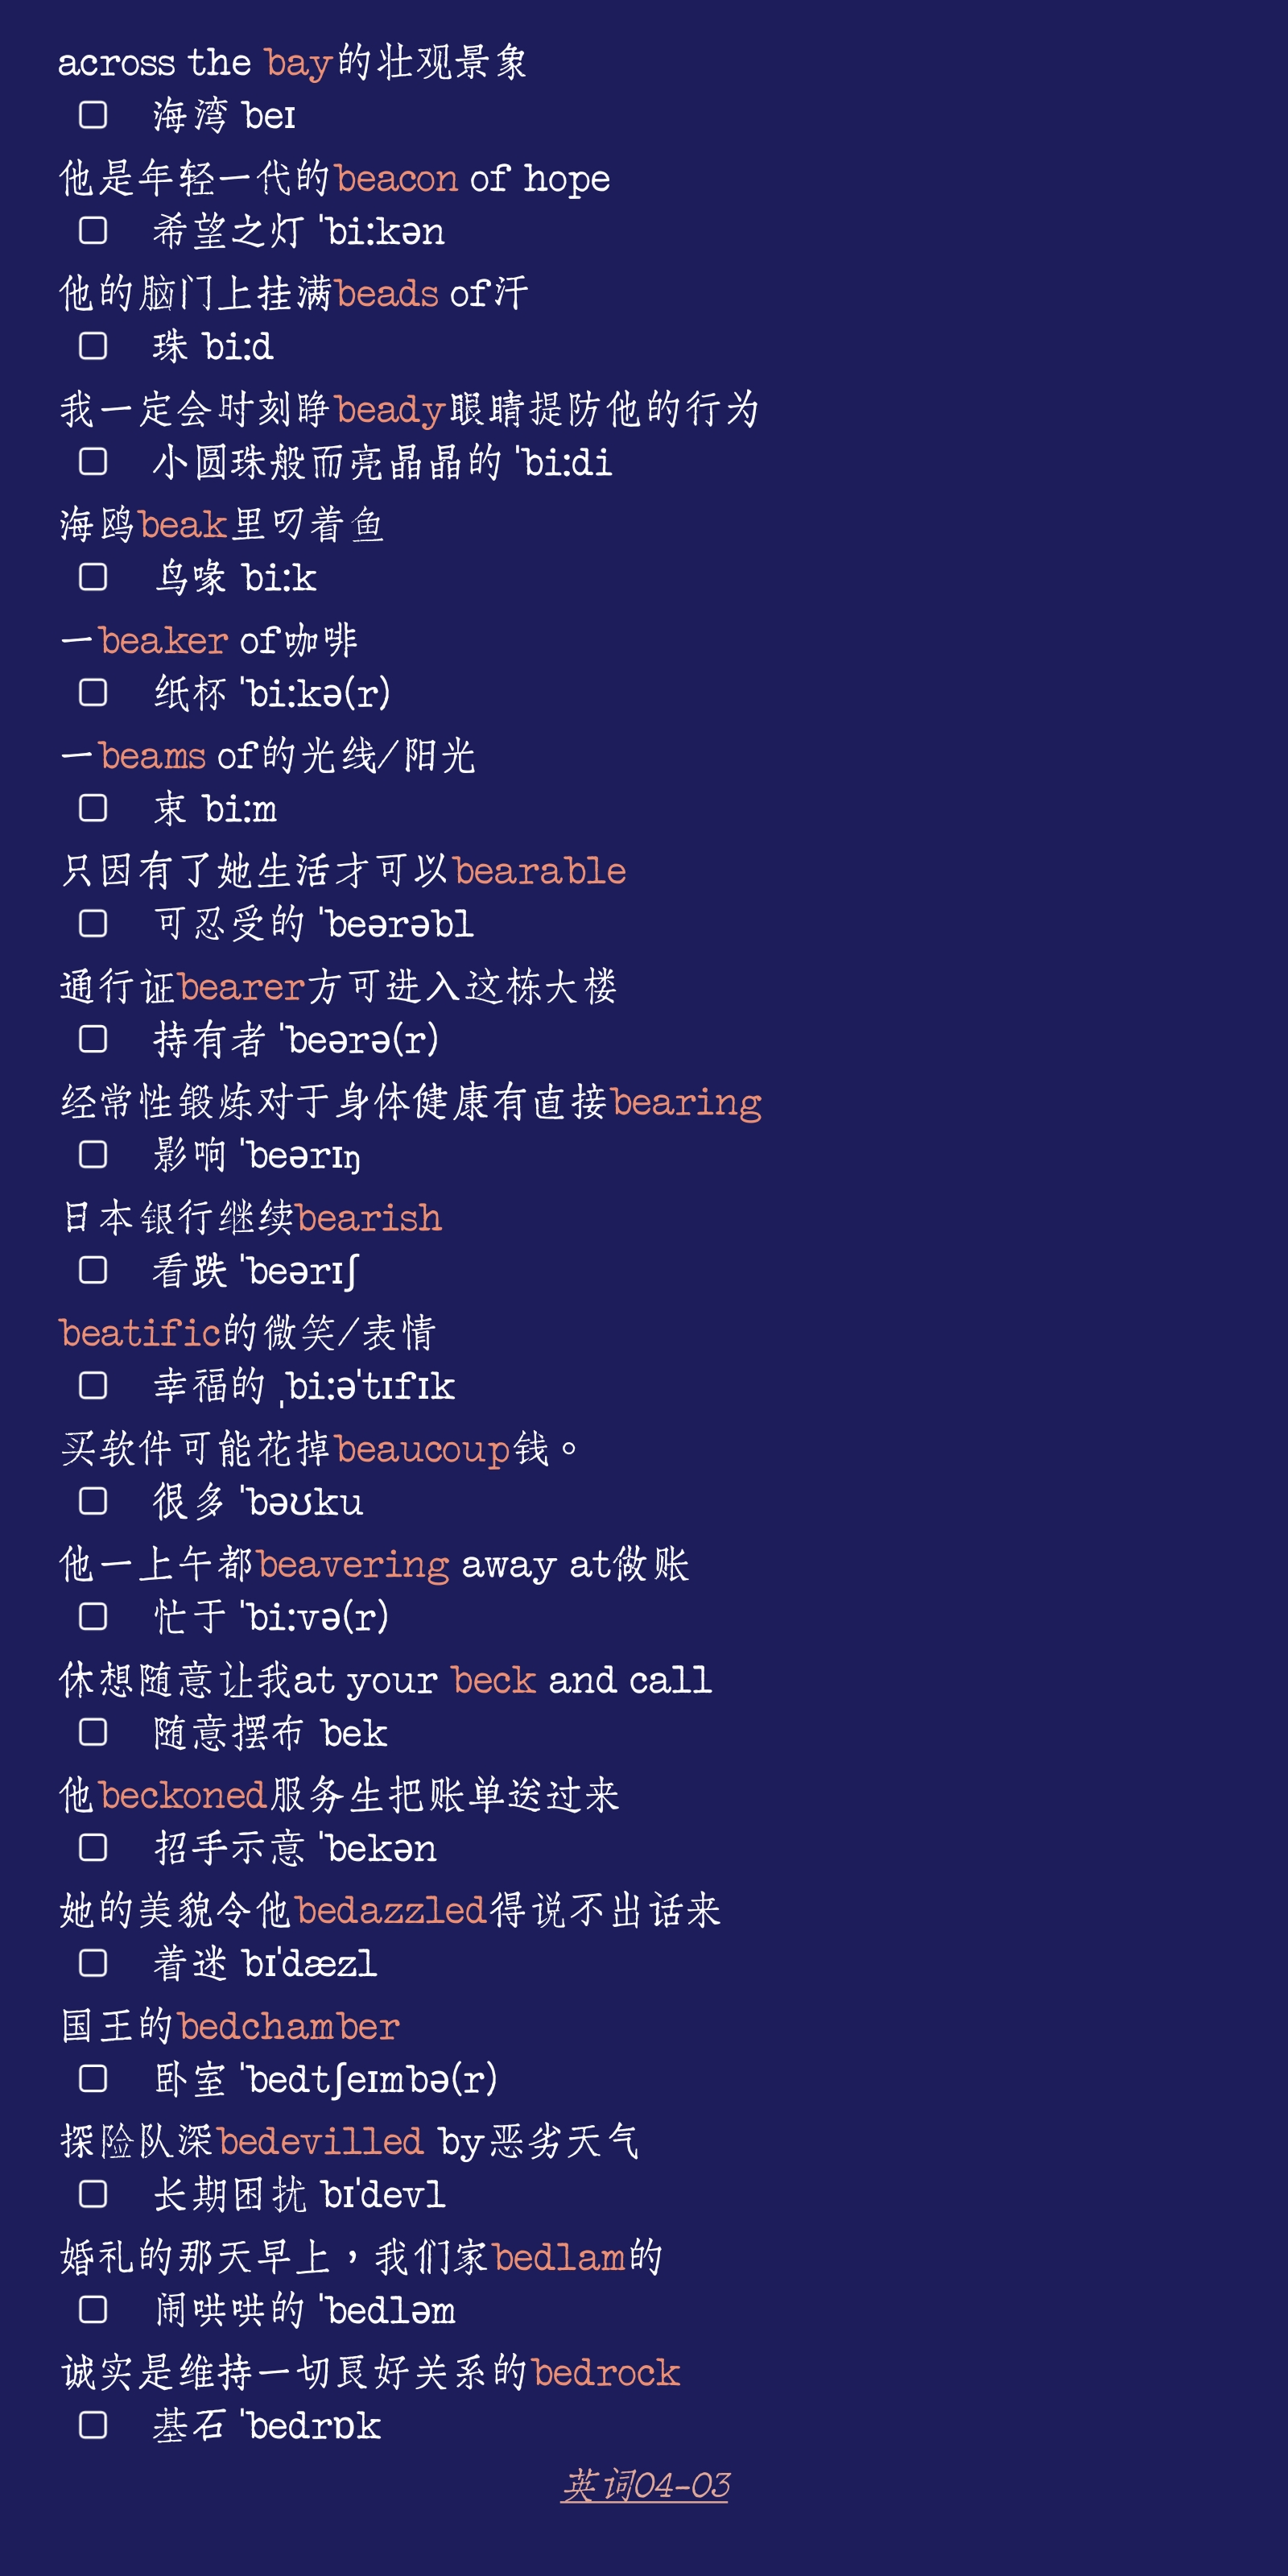 across the bay的壮观景象
海湾 beɪ
他是年轻一代的beacon of hope
希望之灯 ˈbiːkən
他的脑门上挂满beads of汗
珠 biːd
我一定会时刻睁beady眼睛提防他的行为
小圆珠般而亮晶晶的 ˈbiːdi
海鸥beak里叼着鱼
鸟喙 biːk
一beaker of咖啡
纸杯 ˈbiːkə(r)
一beams of的光线/阳光
束 biːm
只因有了她生活才可以bearable
可忍受的 ˈbeərəbl
通行证bearer方可进入这栋大楼
持有者 ˈbeərə(r)
经常性锻炼对于身体健康有直接bearing
影响 ˈbeərɪŋ
日本银行继续bearish
看跌 ˈbeərɪʃ
beatific的微笑/表情
幸福的 ˌbiːəˈtɪfɪk
买软件可能花掉beaucoup钱。
很多 ˈbəʊku
他一上午都beavering away at做账
忙于 ˈbiːvə(r)
休想随意让我at your beck and call
随意摆布 bek
他beckoned服务生把账单送过来
招手示意 ˈbekən
她的美貌令他bedazzled得说不出话来
着迷 bɪˈdæzl
国王的bedchamber
卧室 ˈbedtʃeɪmbə(r)
探险队深bedevilled by恶劣天气
长期困扰 bɪˈdevl
婚礼的那天早上，我们家bedlam的
闹哄哄的 ˈbedləm
诚实是维持一切良好关系的bedrock
基石 ˈbedrɒk
英词04-03